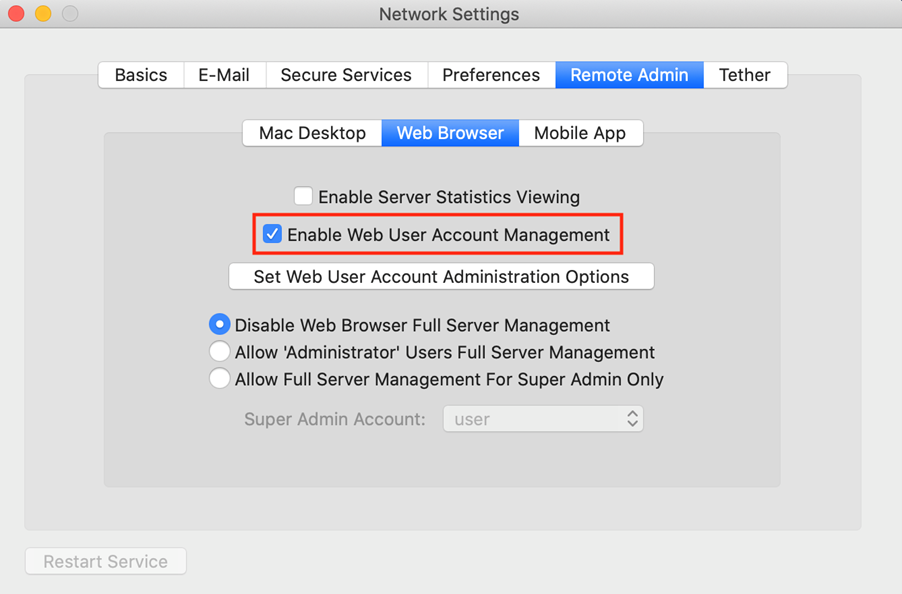 Network Settings
Basics E-Mail Secure Services Preferences Remote Admin Tether
Mac Desktop Web Browser Mobile App
Enable Server Statistics Viewing
Enable Web User Account Management
Set Web User Account Administration Options
Disable Web Browser Full Server Management
Allow 'Administrator' Users Full Server Management
Allow Full Server Management For Super Admin Only
Super Admin Account: user
Restart Service